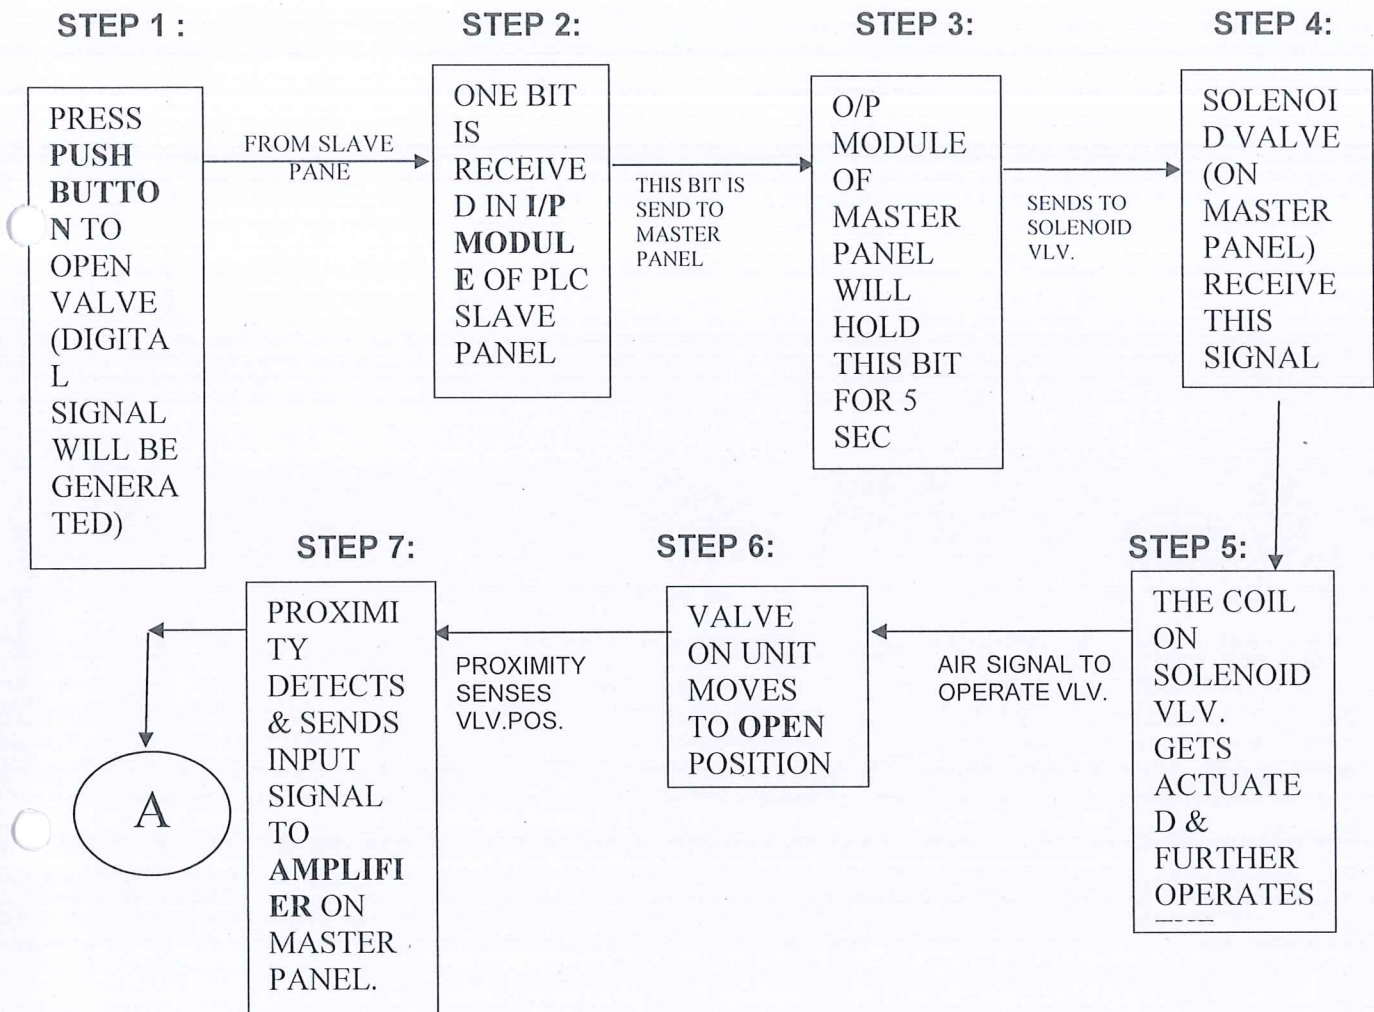 STEP 1 :
PRESS
PUSH
BUTTO
N TO
OPEN
VALVE
(DIGITA
L
SIGNAL
WILL BE
GENERA
TED)
FROM SLAVE
PANE
STEP 2:
ONE BIT
IS
RECEIVE
D IN I/P
MODUL
E OF PLC
SLAVE
PANEL
THIS BIT IS
SEND TO
MASTER
PANEL
STEP 3:
O/P
MODULE
OF
MASTER
PANEL
WILL
HOLD
THIS BIT
FOR 5
SEC
SENDS TO
SOLENOID
VLV.
STEP 4:
SOLENOI
D VALVE
(ON
MASTER
PANEL)
RECEIVE
THIS
SIGNAL
STEP 5:
THE COIL
ON
SOLENOID
VLV.
GETS
ACTUATE
D &
FURTHER
OPERATES
AIR SIGNAL TO
OPERATE VLV.
STEP 6:
VALVE
ON UNIT
MOVES
TO OPEN
POSITION
PROXIMITY
SENSES
VLV.POS.
STEP 7:
PROXIMI
TY
DETECTS
& SENDS
INPUT
SIGNAL
TO
AMPLIFI
ER ON
MASTER
PANEL.
A